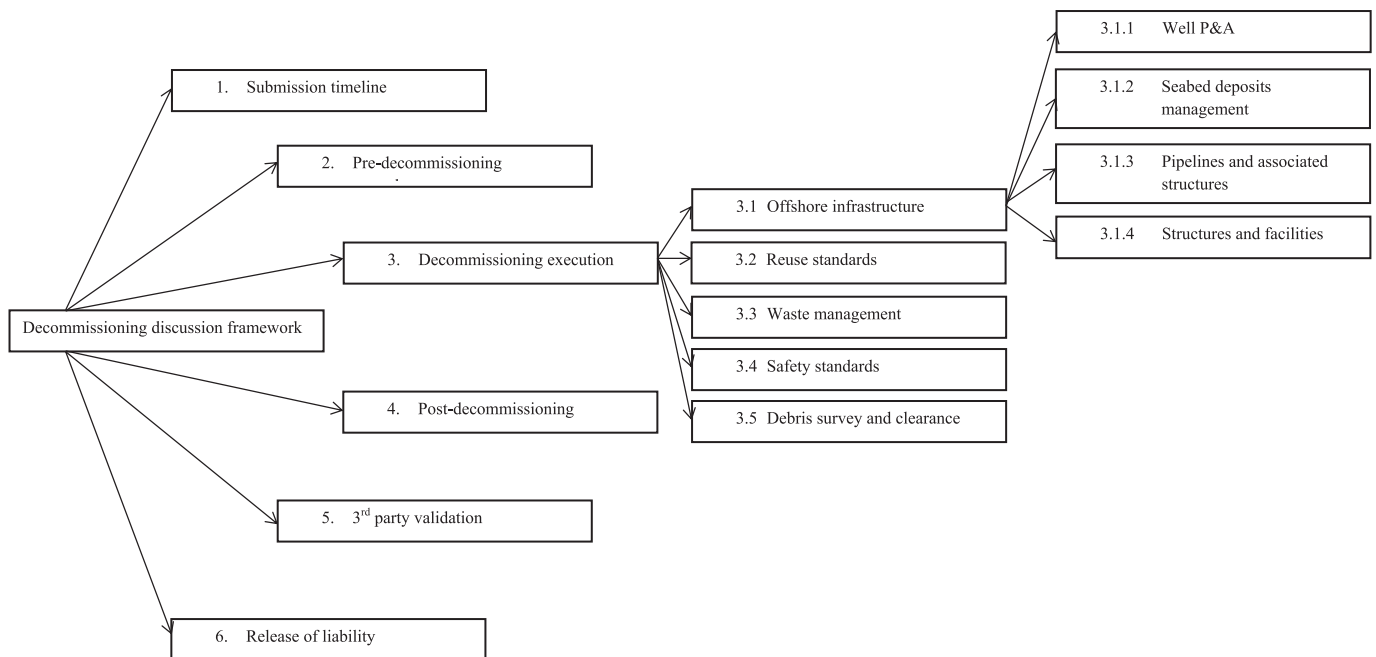 Decommissioning discussion framework
1. Submission timeline
2. Pre-decommissioning
3. Decommissioning execution
3.1 Offshore infrastructure
3.1.1 Well P&A
3.1.2 Seabed deposits
management
3.1.3 Pipelines and associated
structures
3.1.4 Structures and facilities
3.2 Reuse standards
3.3 Waste management
3.4 Safety standards
3.5 Debris survey and clearance
4. Post-decommissioning
5. 3rd party validation
6. Release of liability